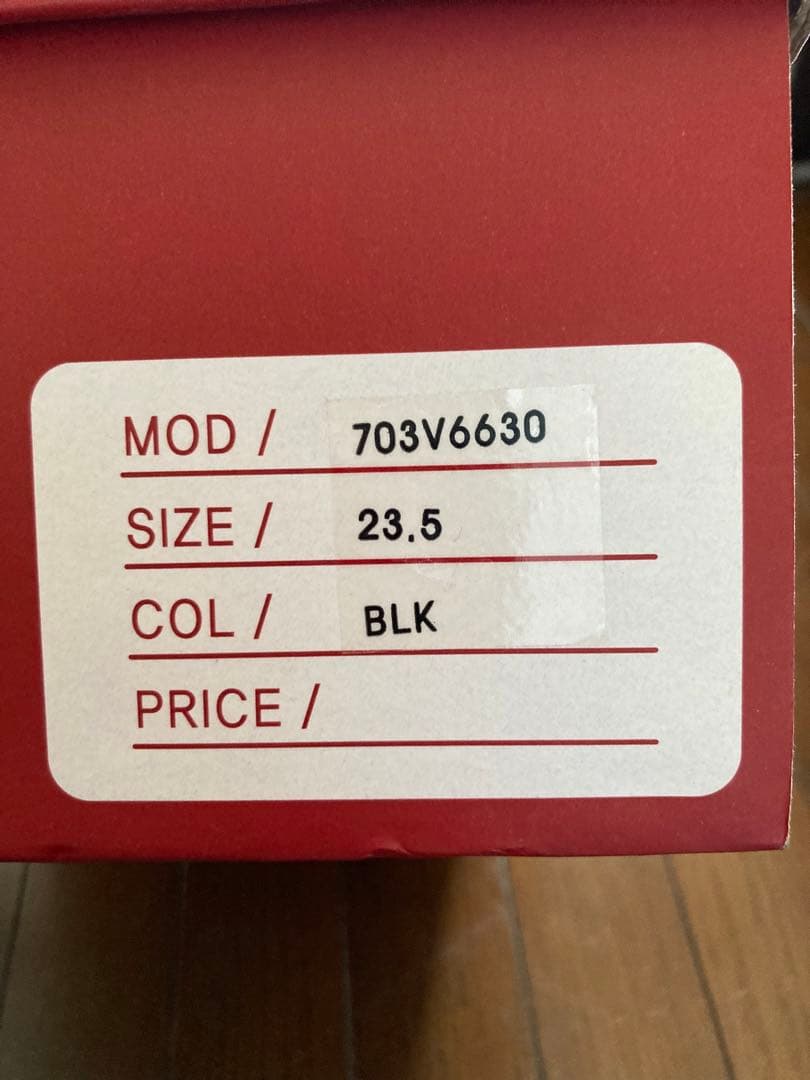 MOD / 703V6630
SIZE / 23.5
COL / BLK
PRICE /